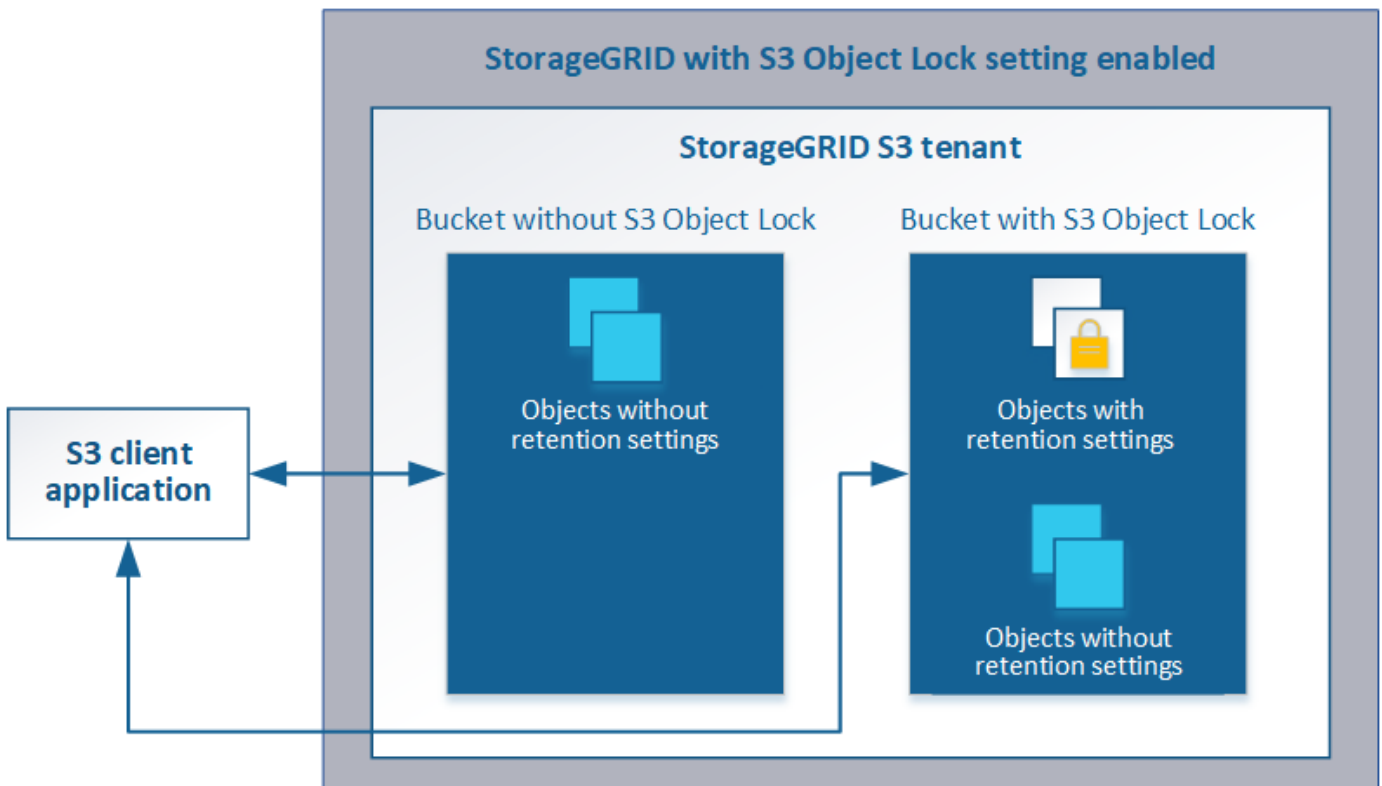 StorageGRID with S3 Object Lock setting enabled
StorageGRID S3 tenant
Bucket without S3 Object Lock
Bucket with S3 Object Lock
Objects without
retention settings
Objects with
retention settings
S3 client
application
Objects without
retention settings